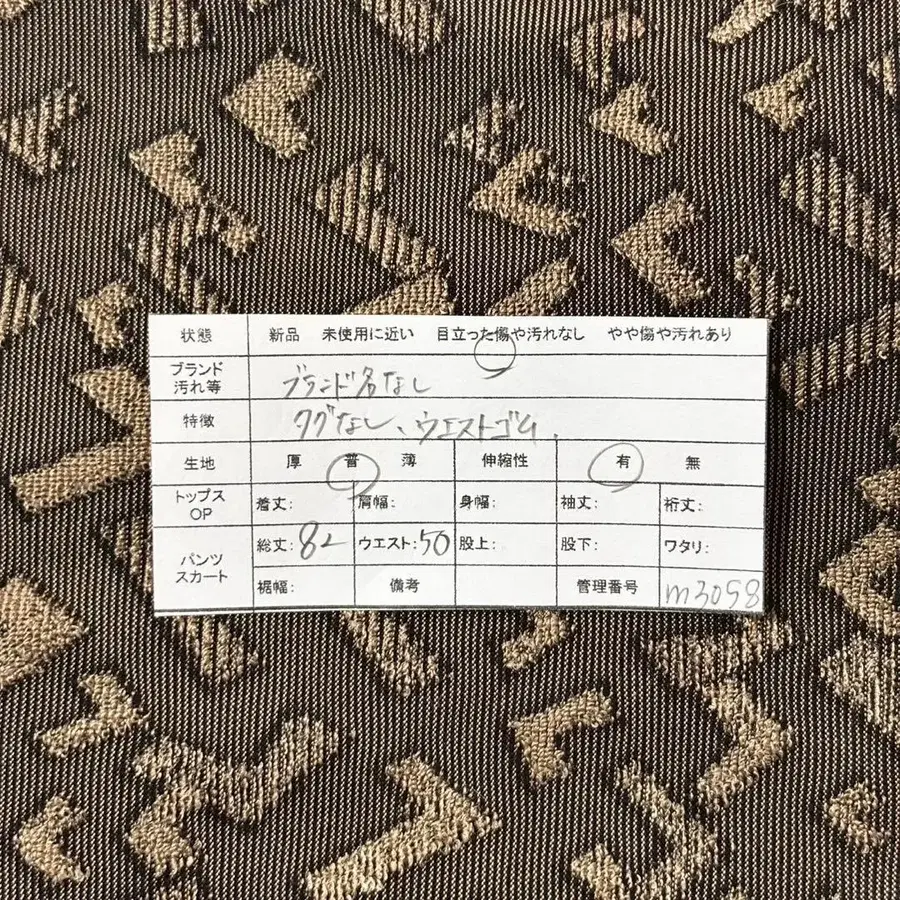 状態 新品 未使用に近い 目立った傷や汚れなし やや傷や汚れあり
ブランド 汚れ等 ブランド名なし
特徴 タグなし、ウエストゴム.
生地 厚 普 薄 伸縮性 有 無
トップス OP 着丈: 肩幅: 身幅: 袖丈: 裄丈:
パンツ スカート 総丈:82 ウエスト:50 股上: 股下: ワタリ:
裾幅: 備考 管理番号 m3058